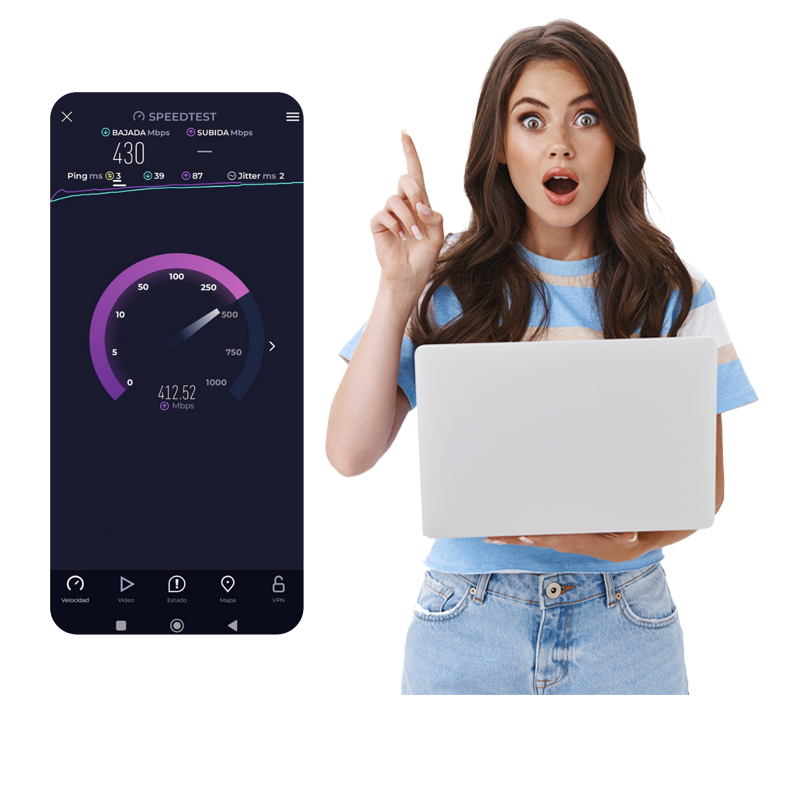 SPEEDTEST
BAJADA Mbps SUBIDA Mbps
430 —
Ping ms 3 39 87 Jitter ms 2
100
50 250
10 500
5 750
0 1000
412.52
Mbps
Velocidad Video Estado Mapa VPN